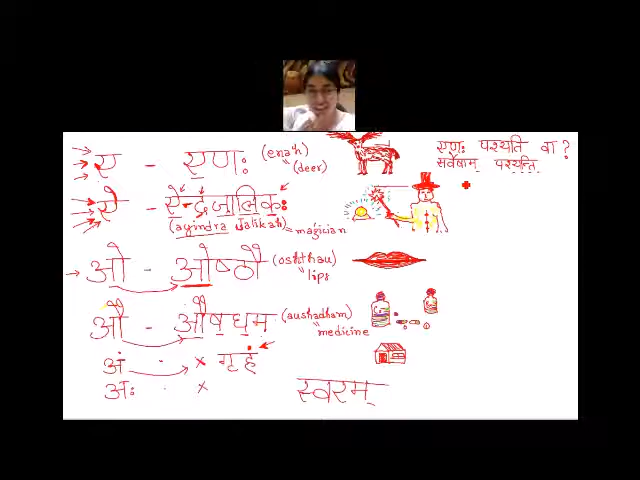 ए - एणः (enah) एणः पश्यति वा ?
(deer) सर्वेषाम् पश्यन्ति
ऐ - ऐन्द्रजालिकः
(ayindra Jalikah) = magician
ओ - ओष्ठौ (oshthau)
lips
औ - औषधम (aushadham)
medicine
अं - × गृहं
अः - ×
स्वरम्